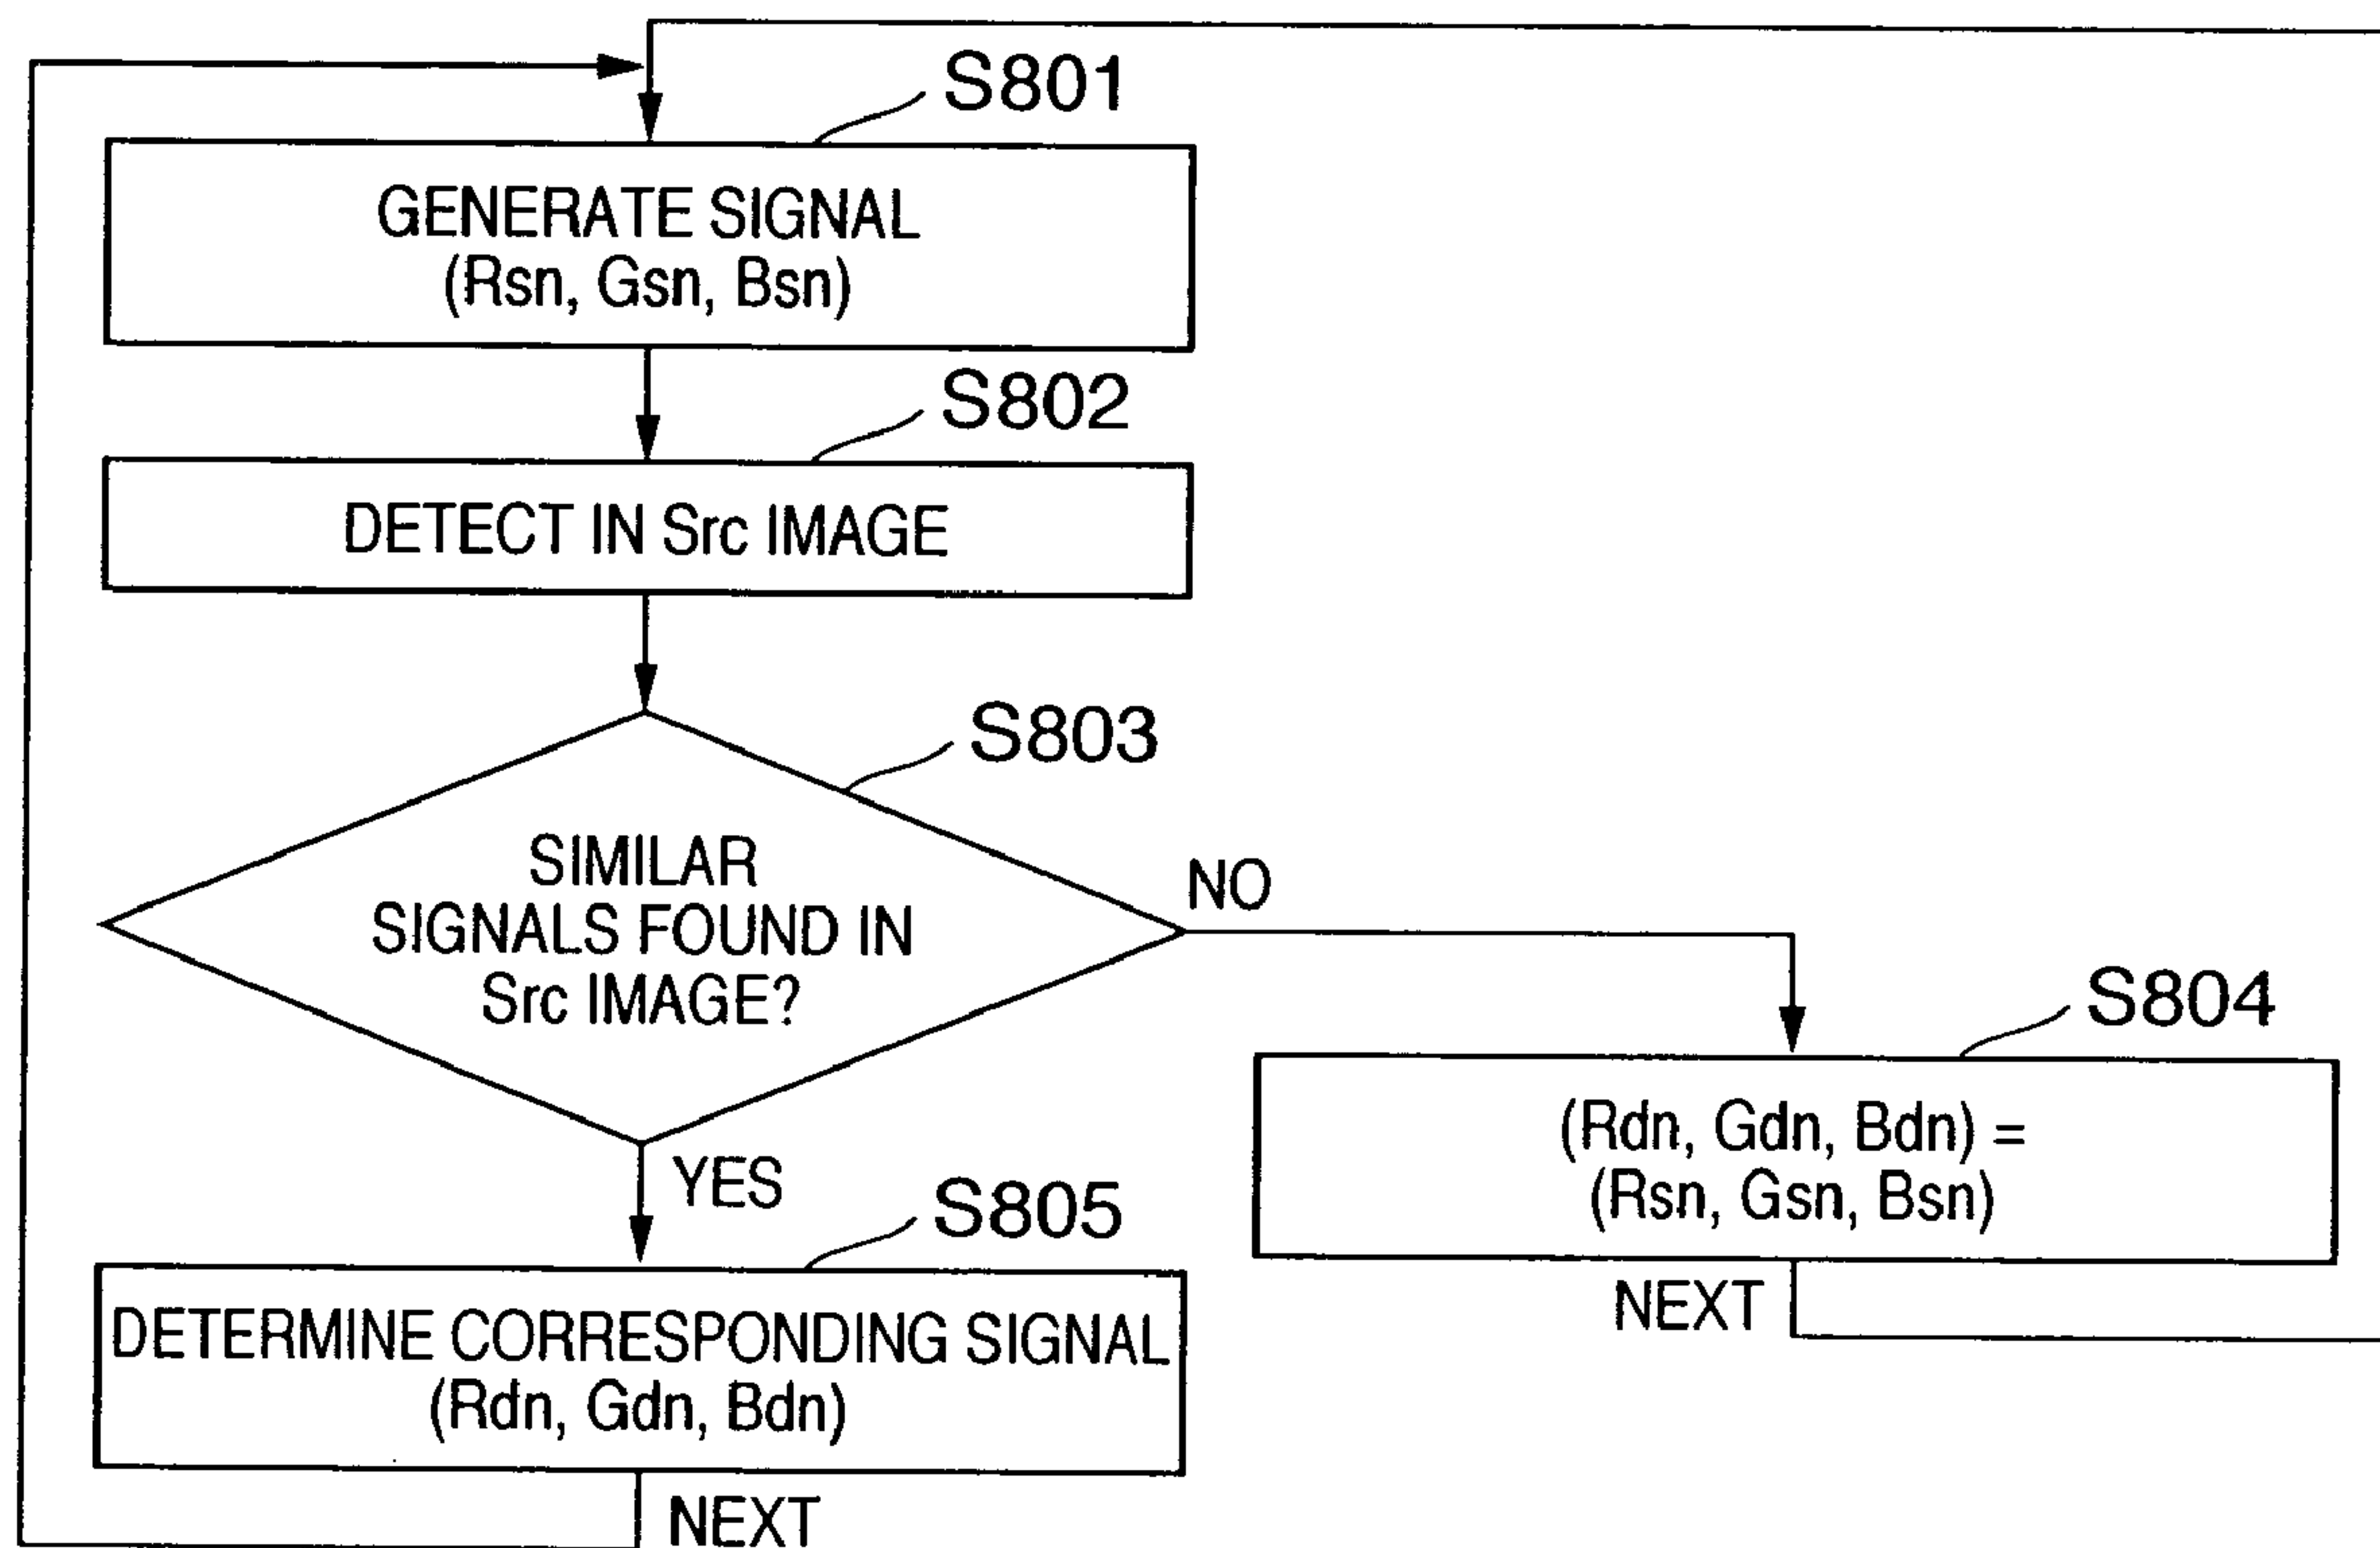 S801
GENERATE SIGNAL
(Rsn, Gsn, Bsn)
S802
DETECT IN Src IMAGE
S803
SIMILAR
SIGNALS FOUND IN
Src IMAGE?
NO
YES
S804
(Rdn, Gdn, Bdn) =
(Rsn, Gsn, Bsn)
NEXT
S805
DETERMINE CORRESPONDING SIGNAL
(Rdn, Gdn, Bdn)
NEXT